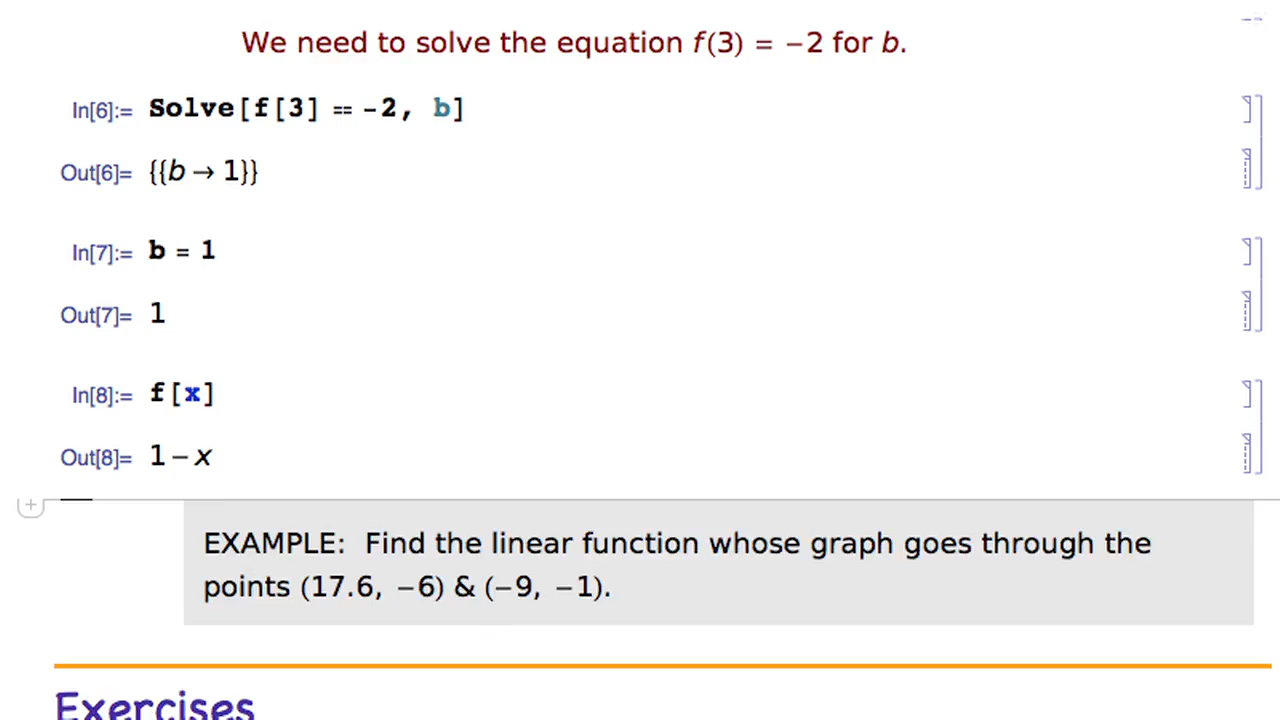 We need to solve the equation f(3) = −2 for b.
In[6]:= Solve[f[3] == -2, b]
Out[6]= {{b → 1}}
In[7]:= b = 1
Out[7]= 1
In[8]:= f[x]
Out[8]= 1 − x
EXAMPLE: Find the linear function whose graph goes through the
points (17.6, −6) & (−9, −1).
Exercises